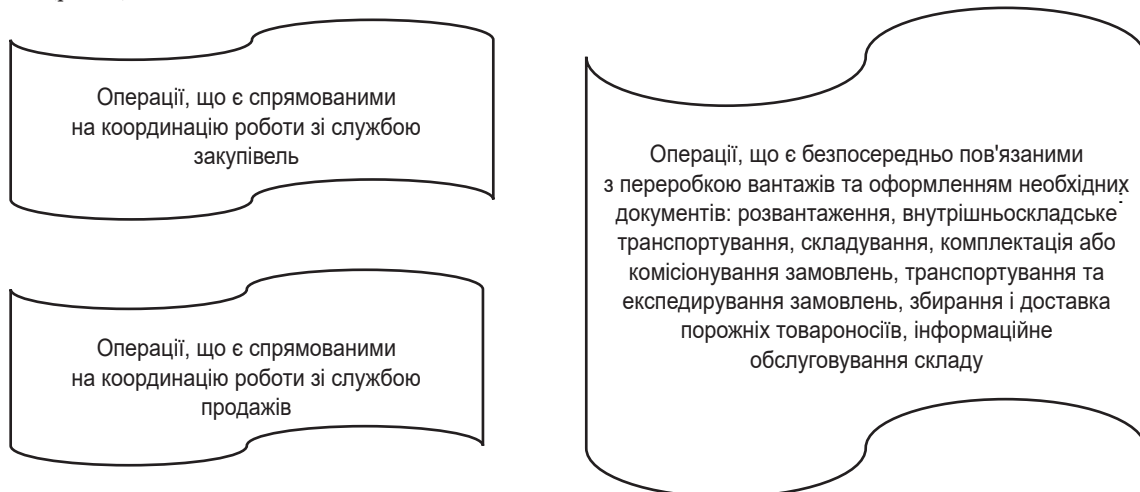 Операції, що є спрямованими
на координацію роботи зі службою
закупівель
Операції, що є спрямованими
на координацію роботи зі службою
продажів
Операції, що є безпосередньо пов'язаними
з переробкою вантажів та оформленням необхідних
документів: розвантаження, внутрішньоскладське
транспортування, складування, комплектація або
комісіонування замовлень, транспортування та
експедирування замовлень, збирання і доставка
порожніх товароносіїв, інформаційне
обслуговування складу